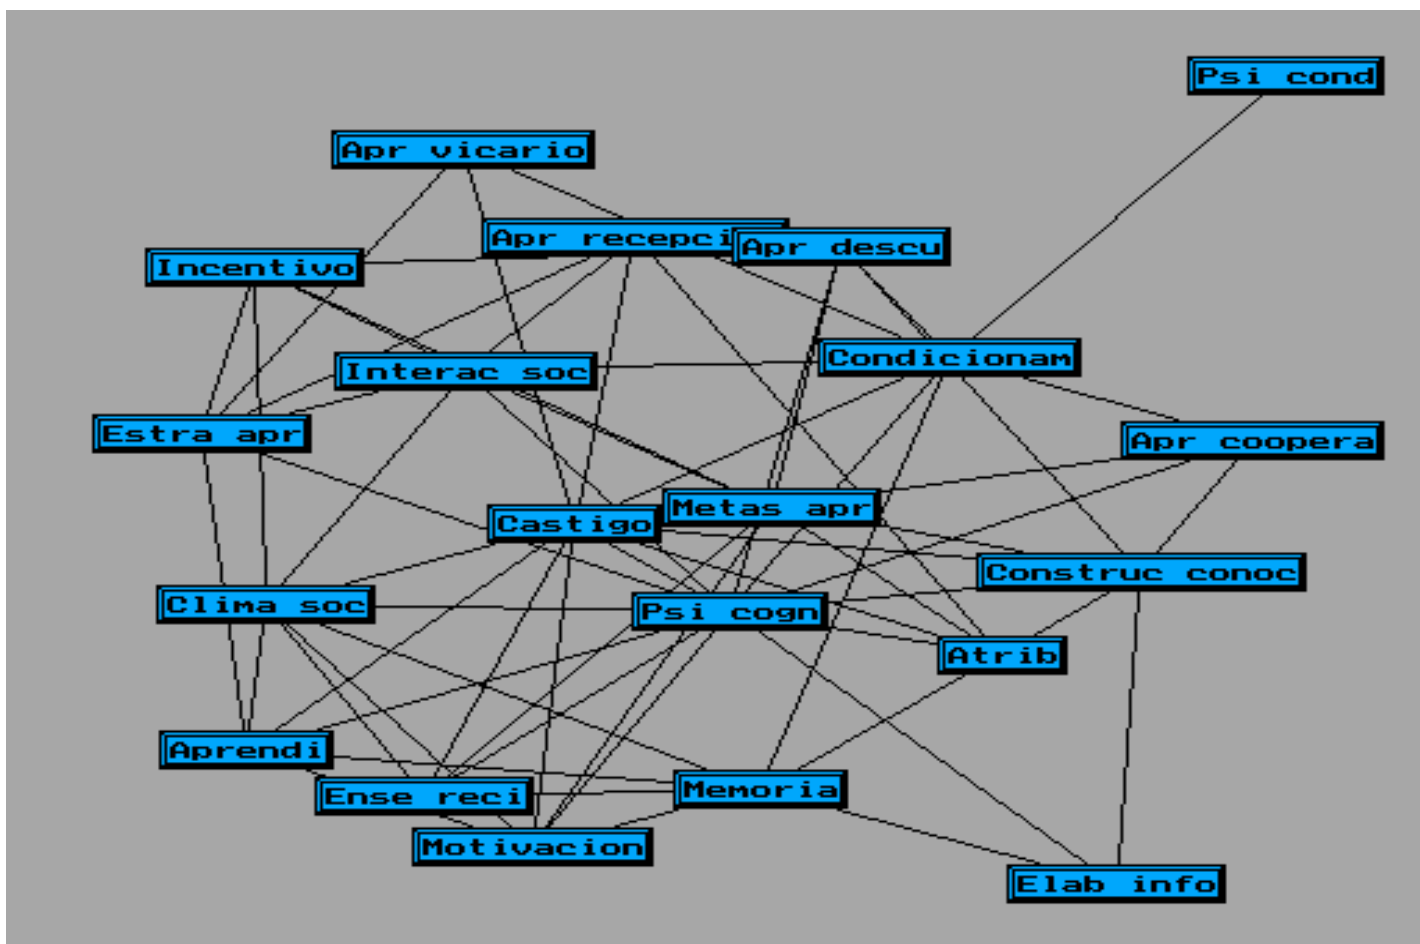 Psi cond
Apr vicario
Apr recepci
Apr descu
Incentivo
Interac soc
Condicionam
Estra apr
Apr coopera
Metas apr
Castigo
Construc conoc
Clima soc
Psi cogn
Atrib
Aprendi
Ense reci
Memoria
Motivacion
Elab info